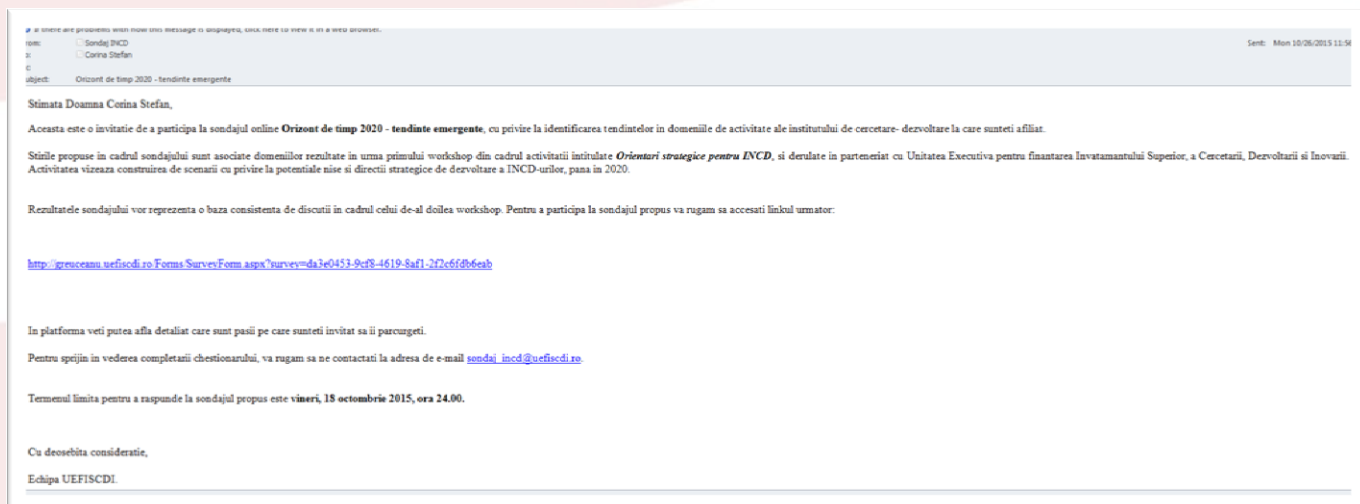 If there are problems with how this message is displayed, click here to view it in a web browser.
rom: Sondaj INCD Sent: Mon 10/26/2015 11:56
o: Corina Stefan
c:
ubject: Orizont de timp 2020 - tendinte emergente
Stimata Doamna Corina Stefan,
Aceasta este o invitatie de a participa la sondajul online Orizont de timp 2020 - tendinte emergente, cu privire la identificarea tendintelor in domeniile de activitate ale institutului de cercetare- dezvoltare la care sunteti afiliat.
Stirile propuse in cadrul sondajului sunt asociate domeniilor rezultate in urma primului workshop din cadrul activitatii intitulate Orientari strategice pentru INCD, si derulate in parteneriat cu Unitatea Executiva pentru finantarea Invatamantului Superior, a Cercetarii, Dezvoltarii si Inovarii.
Activitatea vizeaza construirea de scenarii cu privire la potentiale nise si directii strategice de dezvoltare a INCD-urilor, pana in 2020.
Rezultatele sondajului vor reprezenta o baza consistenta de discutii in cadrul celui de-al doilea workshop. Pentru a participa la sondajul propus va rugam sa accesati linkul urmator:
http://greuceanu.uefiscdi.ro/Forms/SurveyForm.aspx?survey=da3e0453-9cf8-4619-8af1-2f2c6fdb6eab
In platforma veti putea afla detaliat care sunt pasii pe care sunteti invitat sa ii parcurgeti.
Pentru sprijin in vederea completarii chestionarului, va rugam sa ne contactati la adresa de e-mail sondaj_incd@uefiscdi.ro.
Termenul limita pentru a raspunde la sondajul propus este vineri, 18 octombrie 2015, ora 24.00.
Cu deosebita consideratie,
Echipa UEFISCDI.